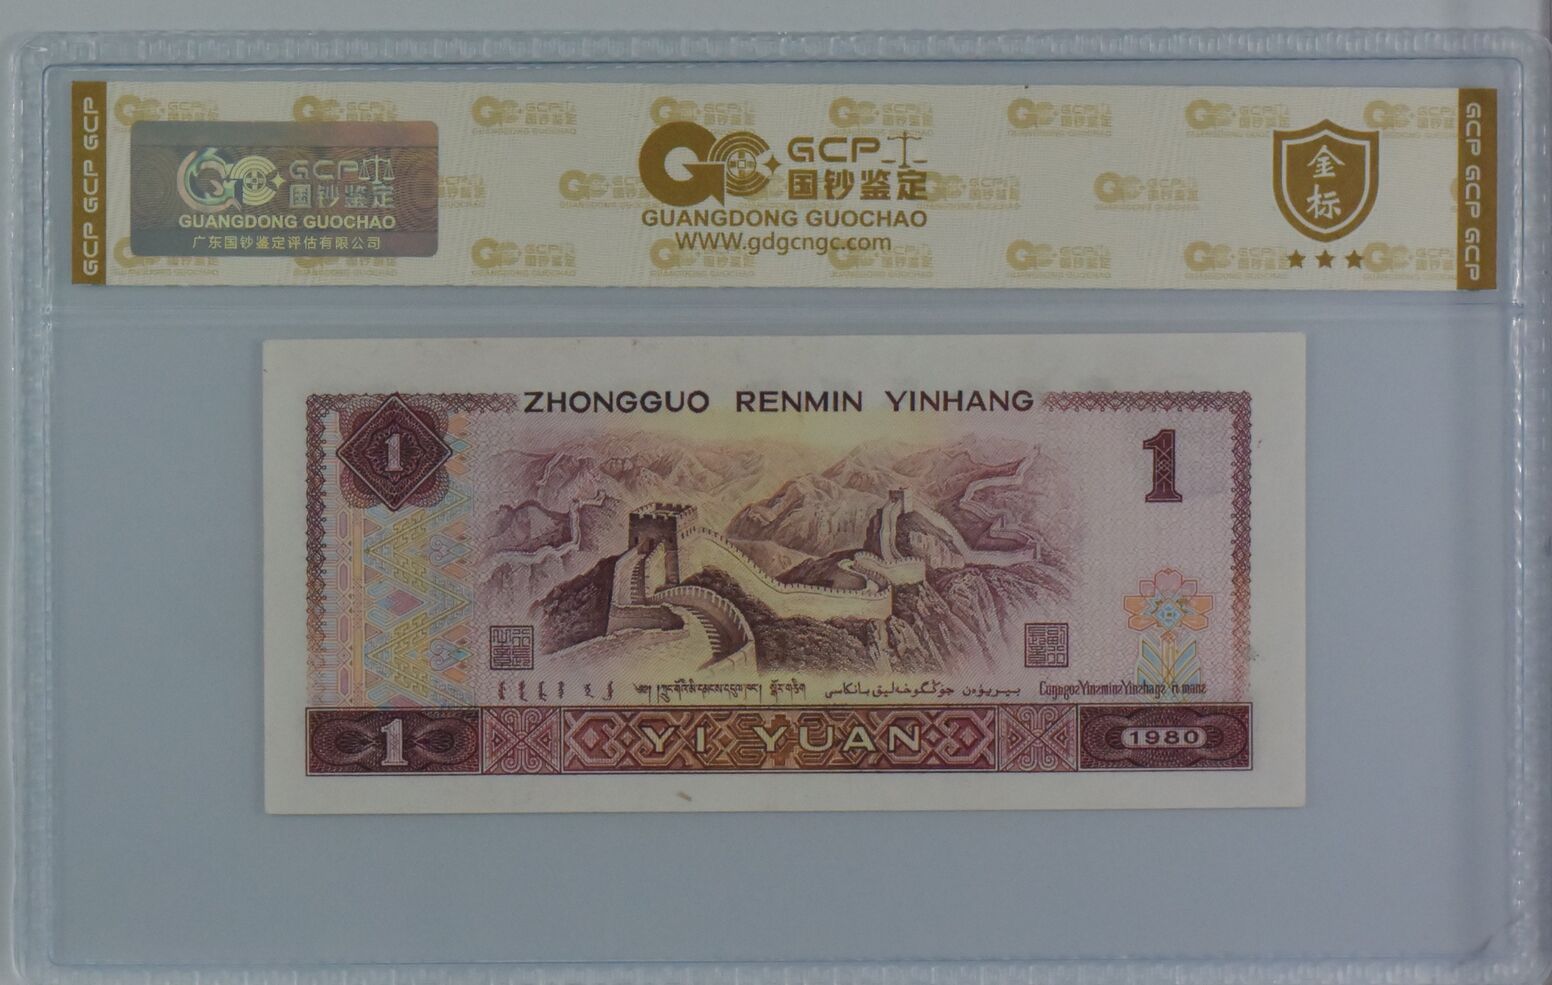 GCP GCP GCP
GCP 国钞鉴定
GUANGDONG GUOCHAO
广东国钞鉴定评估有限公司
GCP
国钞鉴定
GUANGDONG GUOCHAO
WWW.gdgcngc.com
金标
GCP GCP GCP
ZHONGGUO RENMIN YINHANG
1
1
1
YI YUAN
1980